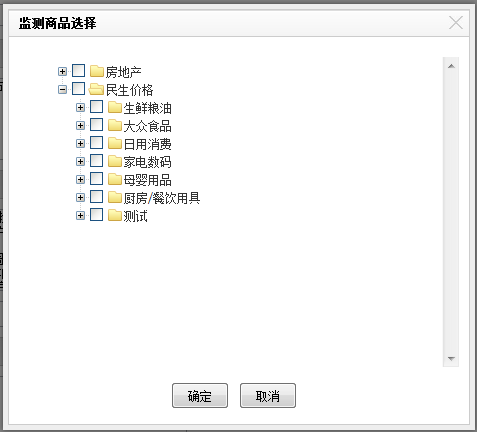 监测商品选择
房地产
民生价格
生鲜粮油
大众食品
日用消费
家电数码
母婴用品
厨房/餐饮用具
测试
确定 取消